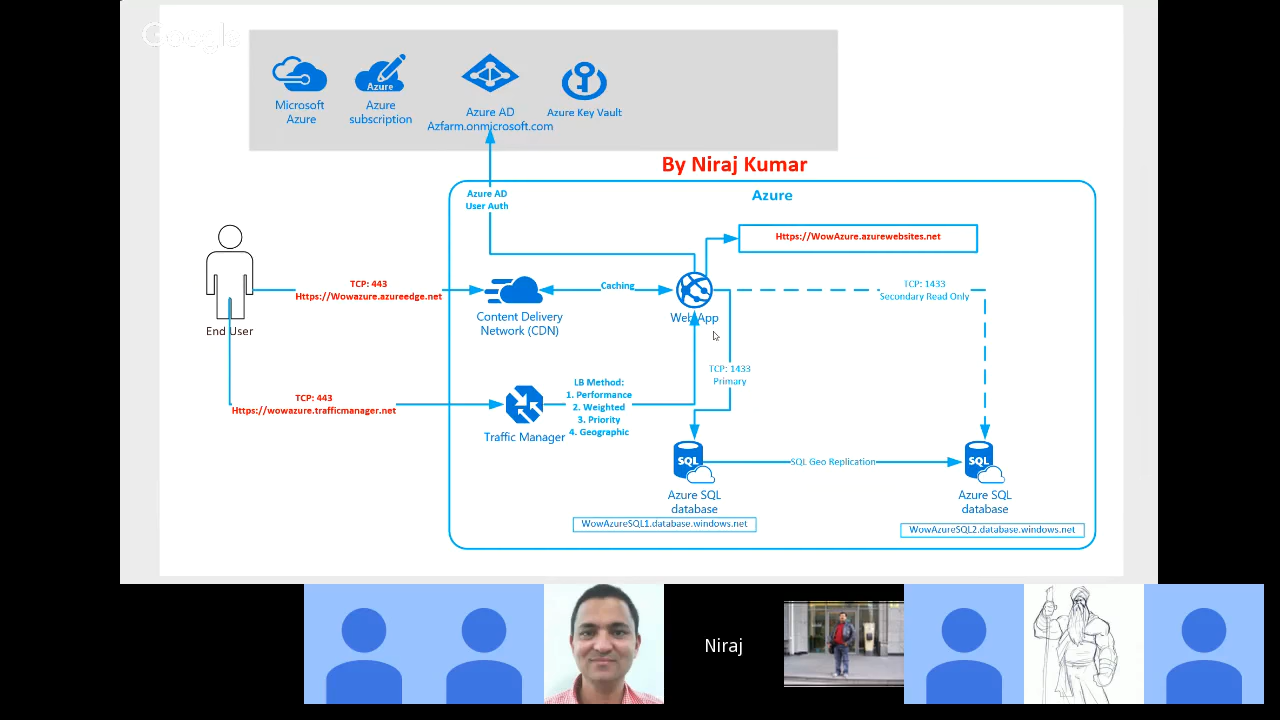 Google
Microsoft
Azure
Azure
Azure
subscription
Azure AD
Azfarm.onmicrosoft.com
Azure Key Vault
By Niraj Kumar
Azure AD
User Auth
Azure
Https://WowAzure.azurewebsites.net
TCP: 443
Https://Wowazure.azureedge.net
Caching
TCP: 1433
Secondary Read Only
Content Delivery
Network (CDN)
Web App
End User
TCP: 1433
Primary
TCP: 443
Https://wowazure.trafficmanager.net
LB Method:
1. Performance
2. Weighted
3. Priority
4. Geographic
Traffic Manager
SQL
SQL Geo Replication
SQL
Azure SQL
database
WowAzureSQL1.database.windows.net
Azure SQL
database
WowAzureSQL2.database.windows.net
Niraj